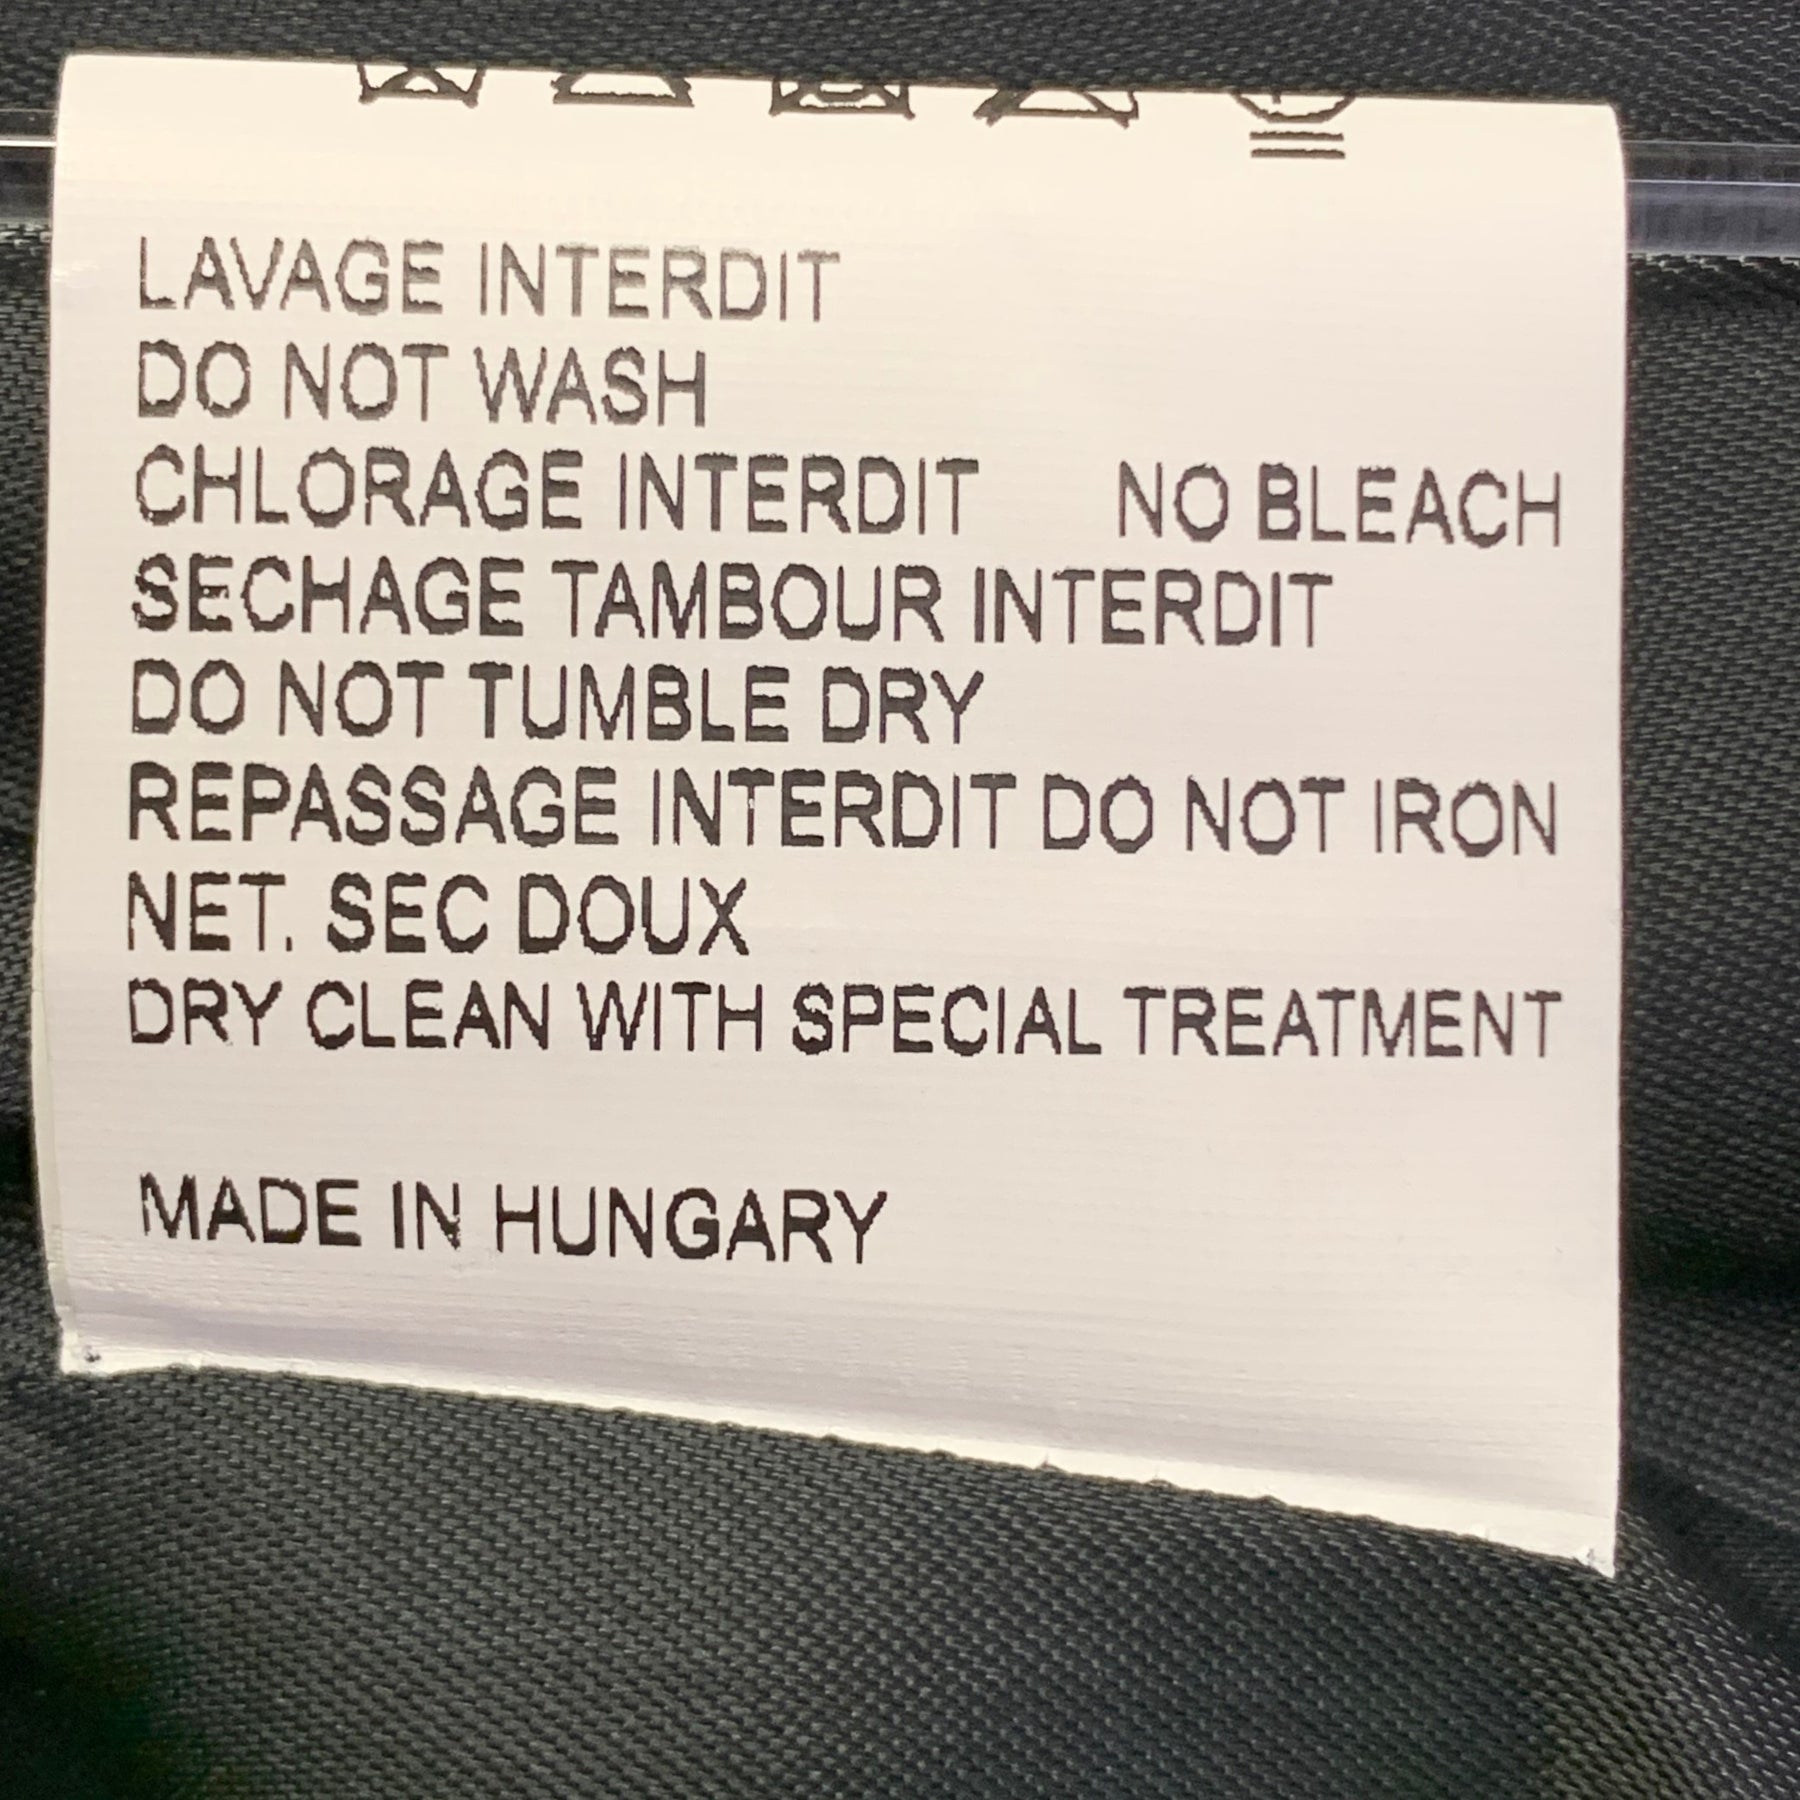 LAVAGE INTERDIT
DO NOT WASH
CHLORAGE INTERDIT NO BLEACH
SECHAGE TAMBOUR INTERDIT
DO NOT TUMBLE DRY
REPASSAGE INTERDIT DO NOT IRON
NET. SEC DOUX
DRY CLEAN WITH SPECIAL TREATMENT
MADE IN HUNGARY